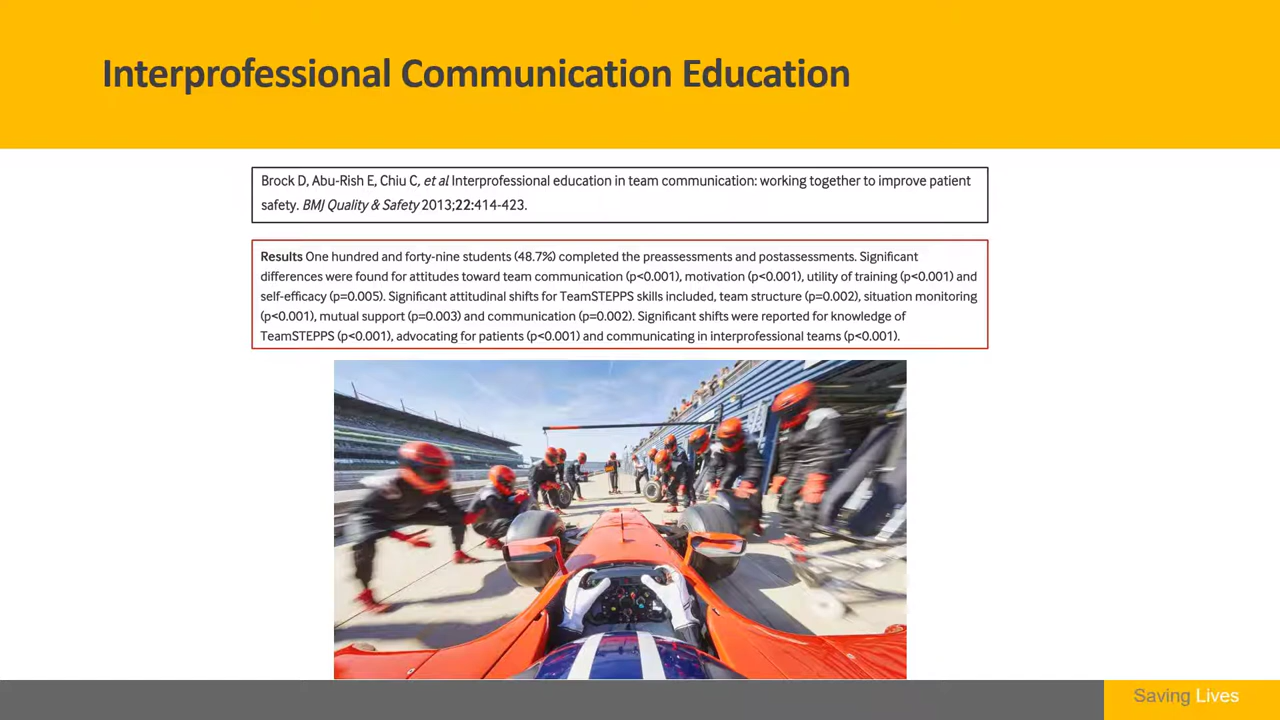 Interprofessional Communication Education
Brock D, Abu-Rish E, Chiu C, et al Interprofessional education in team communication: working together to improve patient
safety. BMJ Quality & Safety 2013;22:414-423.
Results One hundred and forty-nine students (48.7%) completed the preassessments and postassessments. Significant
differences were found for attitudes toward team communication (p<0.001), motivation (p<0.001), utility of training (p<0.001) and
self-efficacy (p=0.005). Significant attitudinal shifts for TeamSTEPPS skills included, team structure (p=0.002), situation monitoring
(p<0.001), mutual support (p=0.003) and communication (p=0.002). Significant shifts were reported for knowledge of
TeamSTEPPS (p<0.001), advocating for patients (p<0.001) and communicating in interprofessional teams (p<0.001).
Saving Lives